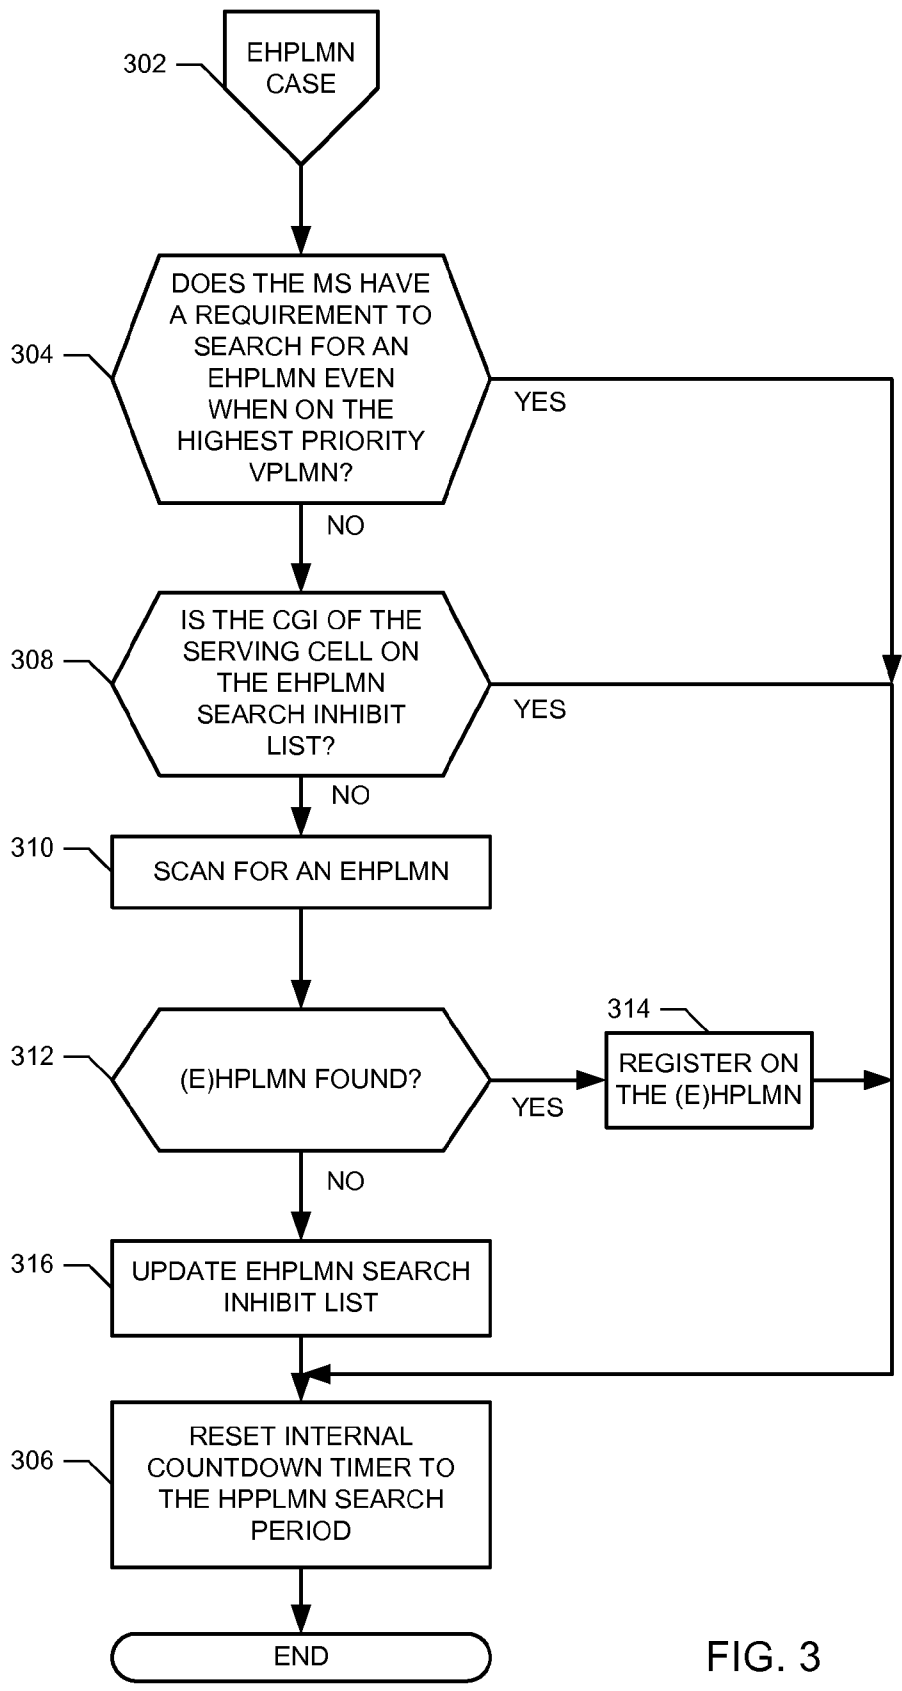 302
EHPLMN
CASE
304
DOES THE MS HAVE
A REQUIREMENT TO
SEARCH FOR AN
EHPLMN EVEN
WHEN ON THE
HIGHEST PRIORITY
VPLMN?
YES
NO
308
IS THE CGI OF THE
SERVING CELL ON
THE EHPLMN
SEARCH INHIBIT
LIST?
YES
NO
310
SCAN FOR AN EHPLMN
312
(E)HPLMN FOUND?
YES
314
REGISTER ON
THE (E)HPLMN
NO
316
UPDATE EHPLMN SEARCH
INHIBIT LIST
306
RESET INTERNAL
COUNTDOWN TIMER TO
THE HPPLMN SEARCH
PERIOD
END
FIG. 3